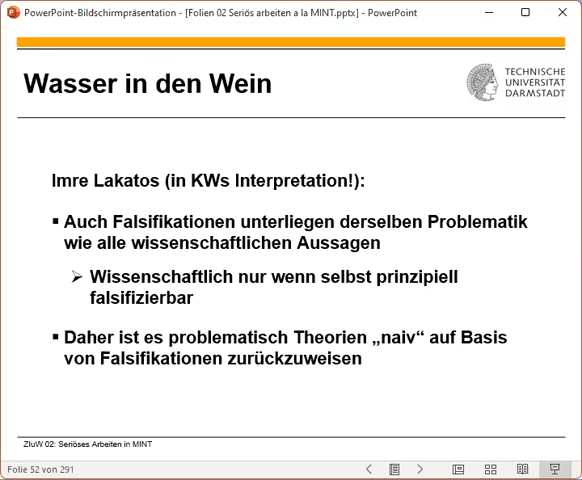 PowerPoint-Bildschirmpräsentation - [Folien 02 Seriös arbeiten a la MINT.pptx] - PowerPoint
Wasser in den Wein
TECHNISCHE
UNIVERSITÄT
DARMSTADT
Imre Lakatos (in KWs Interpretation!):
▪ Auch Falsifikationen unterliegen derselben Problematik
wie alle wissenschaftlichen Aussagen
➢ Wissenschaftlich nur wenn selbst prinzipiell
falsifizierbar
▪ Daher ist es problematisch Theorien „naiv“ auf Basis
von Falsifikationen zurückzuweisen
ZIuW 02: Seriöses Arbeiten in MINT
Folie 52 von 291